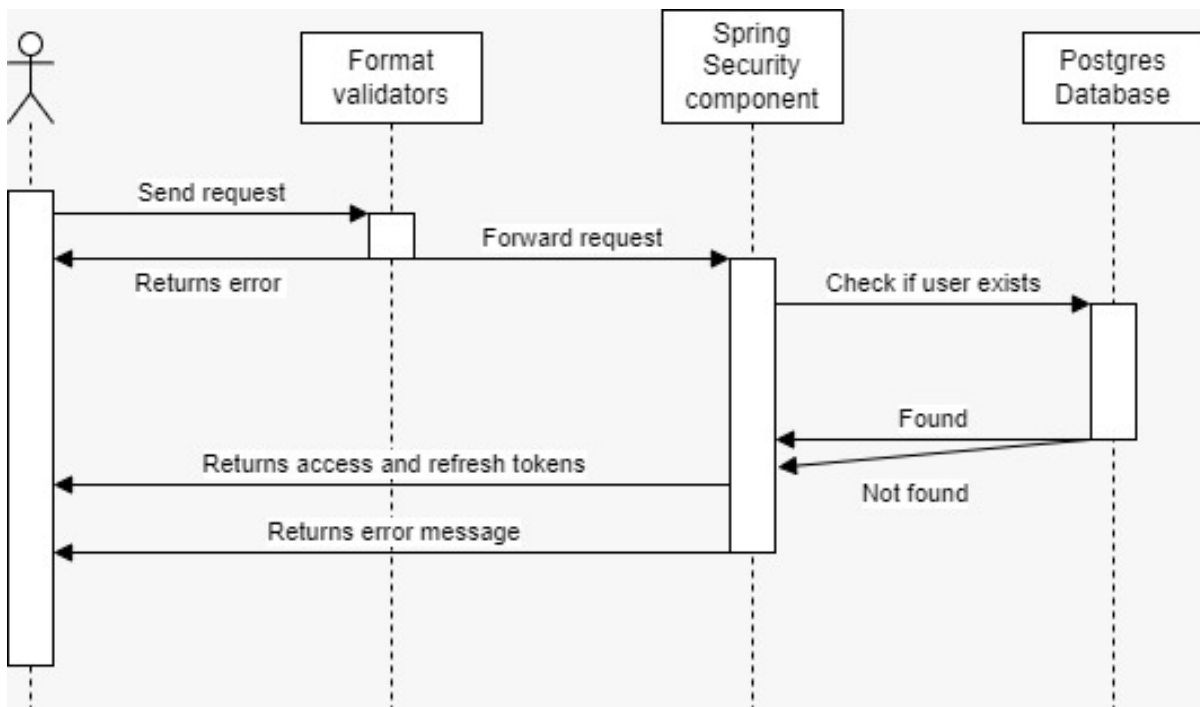 Format
validators
Spring
Security
component
Postgres
Database
Send request
Forward request
Returns error
Check if user exists
Found
Returns access and refresh tokens
Not found
Returns error message